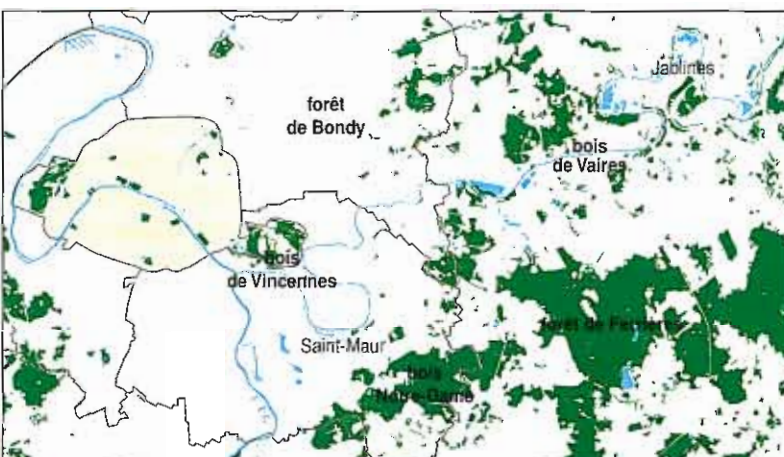 Jablines
forêt
de Bondy
bois
de Vaires
bois
de Vincennes
forêt de Ferrières
Saint-Maur
bois
Notre-Dame